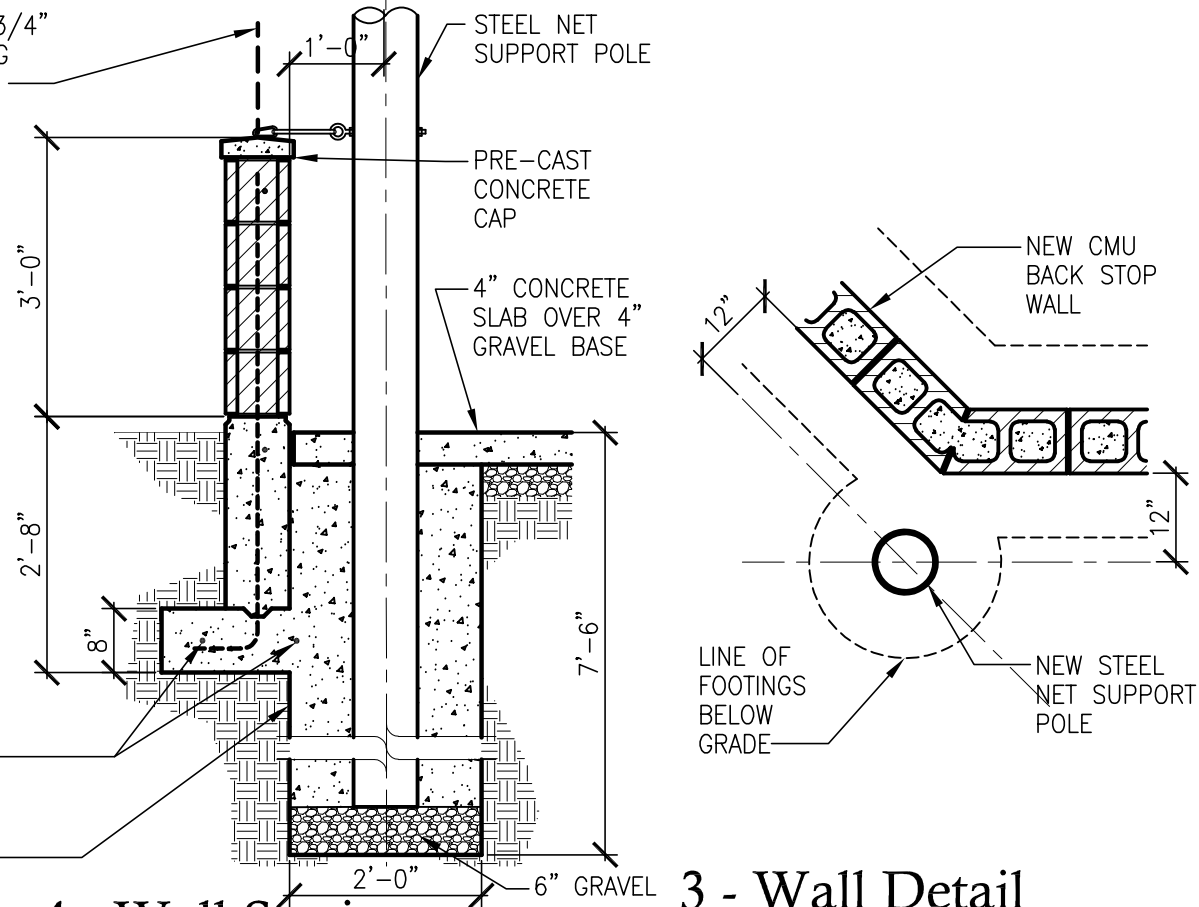 3/4”
G
1’-0”
STEEL NET
SUPPORT POLE
PRE-CAST
CONCRETE
CAP
3’-0”
4” CONCRETE
SLAB OVER 4”
GRAVEL BASE
2’-8”
8”
7’-6”
2’-0”
6” GRAVEL
NEW CMU
BACK STOP
WALL
12”
12”
LINE OF
FOOTINGS
BELOW
GRADE
NEW STEEL
NET SUPPORT
POLE
Wall
3 - Wall Detail